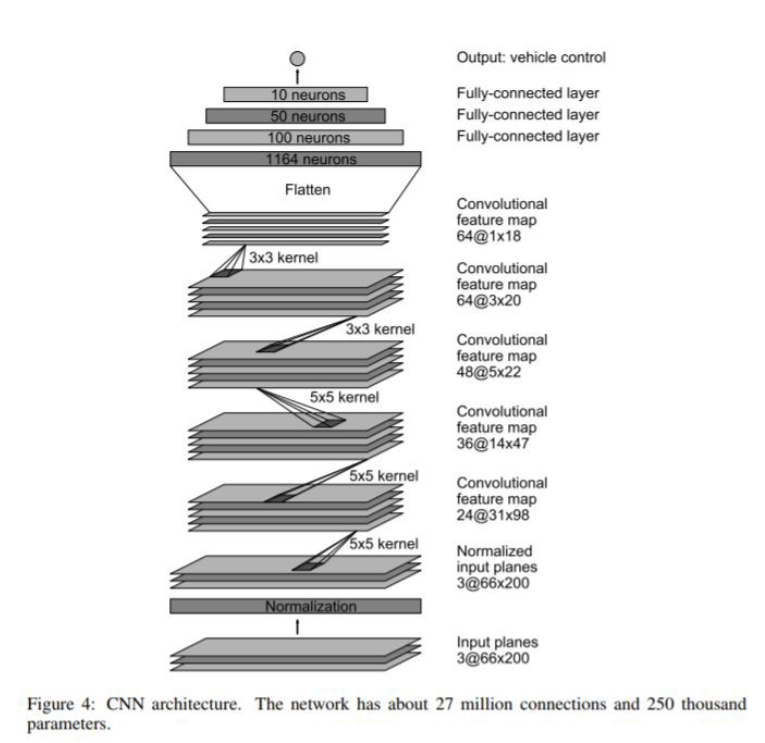 Output: vehicle control
10 neurons
Fully-connected layer
50 neurons
Fully-connected layer
100 neurons
Fully-connected layer
1164 neurons
Flatten
Convolutional
feature map
64@1x18
3x3 kernel
Convolutional
feature map
64@3x20
3x3 kernel
Convolutional
feature map
48@5x22
5x5 kernel
Convolutional
feature map
36@14x47
5x5 kernel
Convolutional
feature map
24@31x98
5x5 kernel
Normalized
input planes
3@66x200
Normalization
Input planes
3@66x200
Figure 4: CNN architecture. The network has about 27 million connections and 250 thousand
parameters.